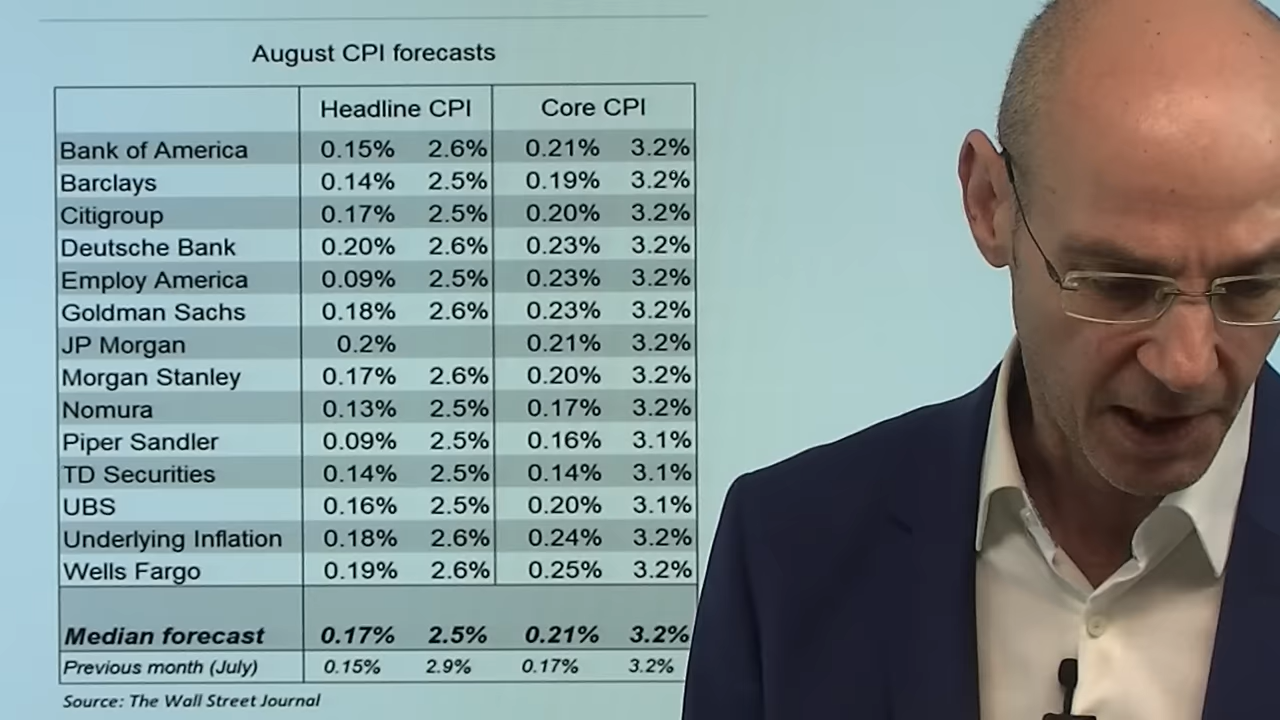 August CPI forecasts
Headline CPI Core CPI
Bank of America 0.15% 2.6% 0.21% 3.2%
Barclays 0.14% 2.5% 0.19% 3.2%
Citigroup 0.17% 2.5% 0.20% 3.2%
Deutsche Bank 0.20% 2.6% 0.23% 3.2%
Employ America 0.09% 2.5% 0.23% 3.2%
Goldman Sachs 0.18% 2.6% 0.23% 3.2%
JP Morgan 0.2% 0.21% 3.2%
Morgan Stanley 0.17% 2.6% 0.20% 3.2%
Nomura 0.13% 2.5% 0.17% 3.2%
Piper Sandler 0.09% 2.5% 0.16% 3.1%
TD Securities 0.14% 2.5% 0.14% 3.1%
UBS 0.16% 2.5% 0.20% 3.1%
Underlying Inflation 0.18% 2.6% 0.24% 3.2%
Wells Fargo 0.19% 2.6% 0.25% 3.2%
Median forecast 0.17% 2.5% 0.21% 3.2%
Previous month (July) 0.15% 2.9% 0.17% 3.2%
Source: The Wall Street Journal